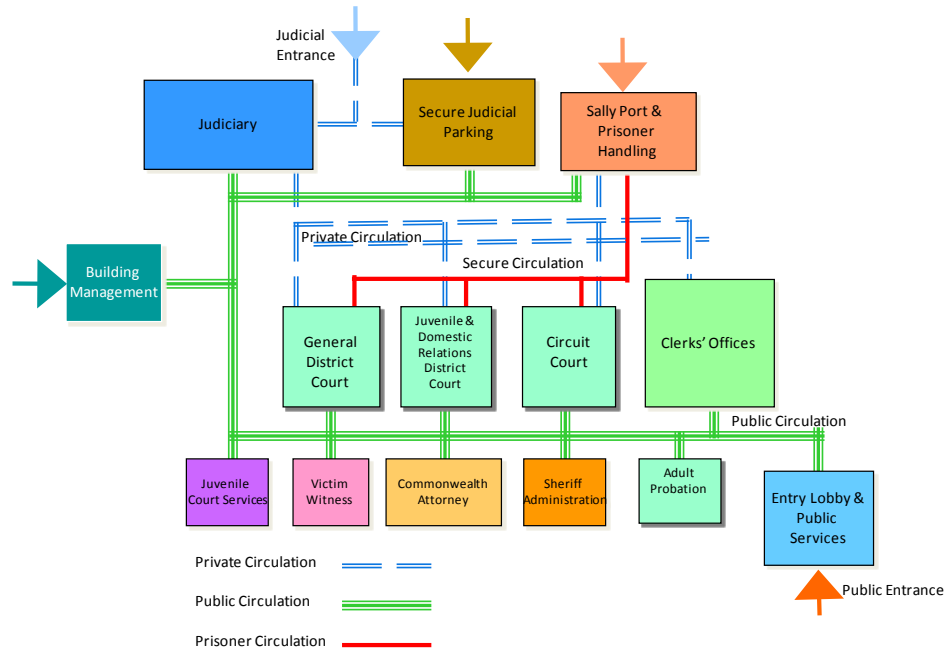 Judicial
Entrance
Judiciary
Secure Judicial
Parking
Sally Port &
Prisoner
Handling
Private Circulation
Secure Circulation
Building
Management
General
District
Court
Juvenile &
Domestic
Relations
District
Court
Circuit
Court
Clerks' Offices
Public Circulation
Juvenile
Court Services
Victim
Witness
Commonwealth
Attorney
Sheriff
Administration
Adult
Probation
Entry Lobby &
Public
Services
Private Circulation
Public Entrance
Public Circulation
Prisoner Circulation